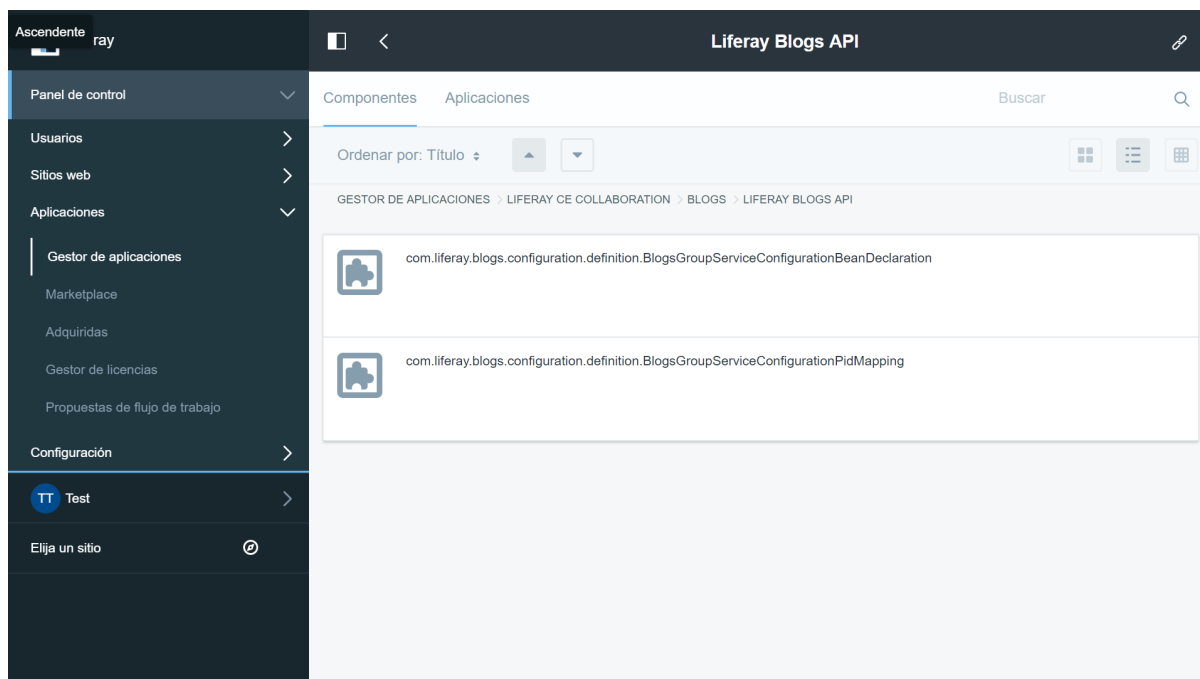 Ascendente
ray
Liferay Blogs API
Panel de control
Componentes
Aplicaciones
Buscar
Usuarios
Ordenar por: Título
Sitios web
Aplicaciones
GESTOR DE APLICACIONES
LIFERAY CE COLLABORATION
BLOGS
LIFERAY BLOGS API
Gestor de aplicaciones
com.liferay.blogs.configuration.definition.BlogsGroupServiceConfigurationBeanDeclaration
Marketplace
Adquiridas
Gestor de licencias
com.liferay.blogs.configuration.definition.BlogsGroupServiceConfigurationPidMapping
Propuestas de flujo de trabajo
Configuración
TT Test
Elija un sitio